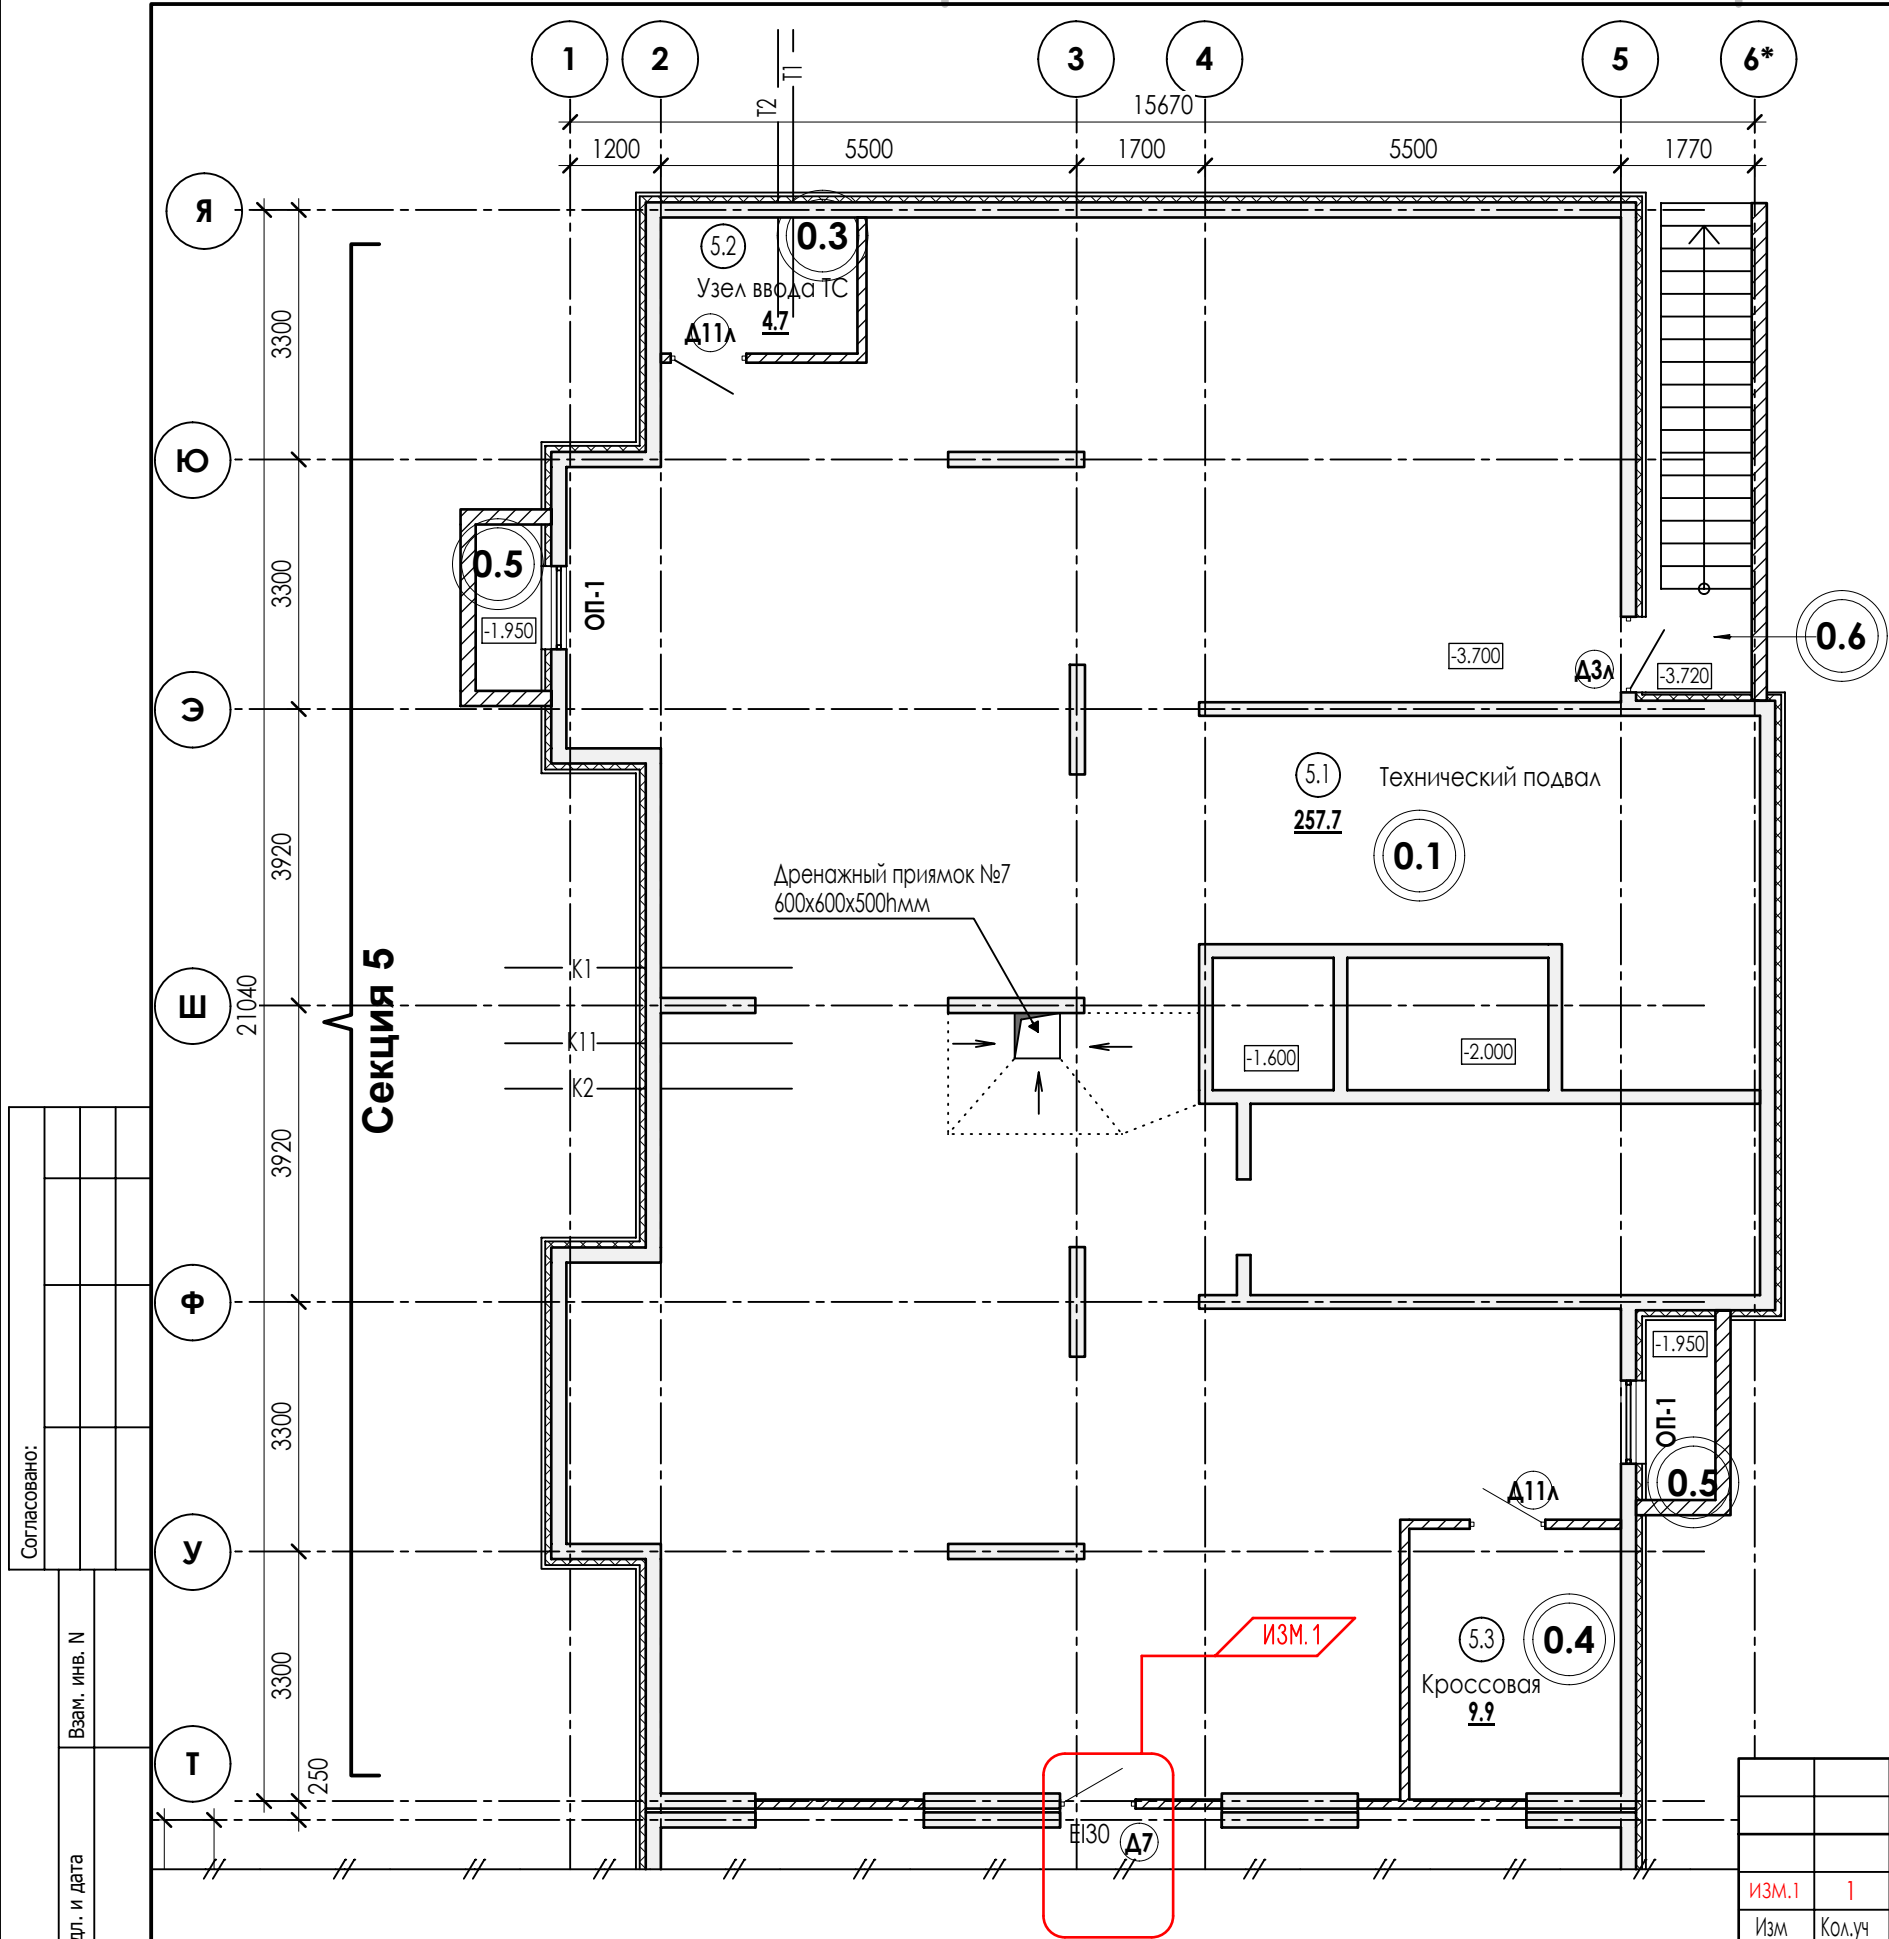 1
2
3
4
5
6*
T2
T1
15670
1200
5500
1700
5500
1770
Я
Ю
Э
Ш
Ф
У
Т
3300
3300
3920
3920
3300
3300
21040
250
Секция 5
5.2
0.3
Узел ввода ТС
4.7
Д11л
0.5
-1.950
ОП-1
-3.700
Д3л
-3.720
0.6
5.1
Технический подвал
257.7
0.1
Дренажный приямок №7
600х600х500hмм
К1
К11
К2
-1.600
-2.000
-1.950
ОП-1
0.5
Д11л
5.3
0.4
Кроссовая
9.9
ИЗМ.1
EI30
Д7
Согласовано:
Взам. инв. N
дл. и дата
ИЗМ.1
1
Изм
Кол.уч